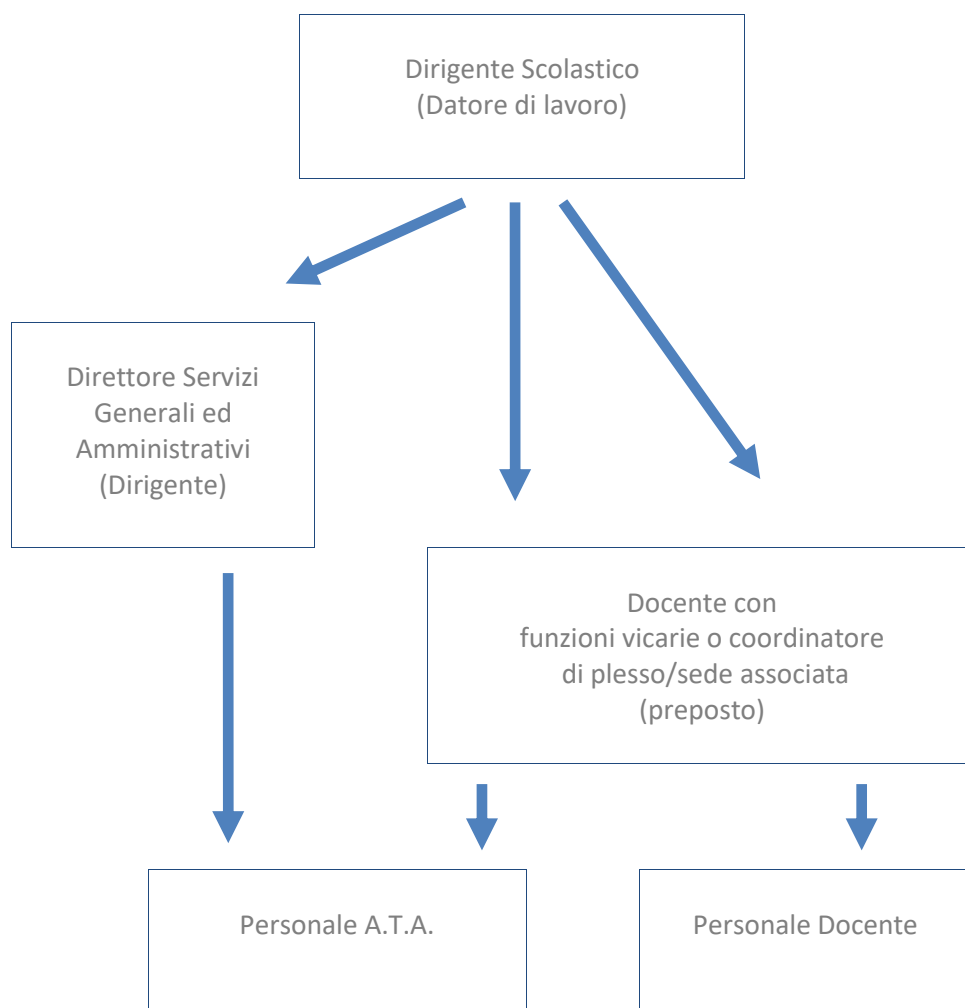 Dirigente Scolastico
(Datore di lavoro)
Direttore Servizi
Generali ed
Amministrativi
(Dirigente)
Docente con
funzioni vicarie o coordinatore
di plesso/sede associata
(preposto)
Personale A.T.A.
Personale Docente